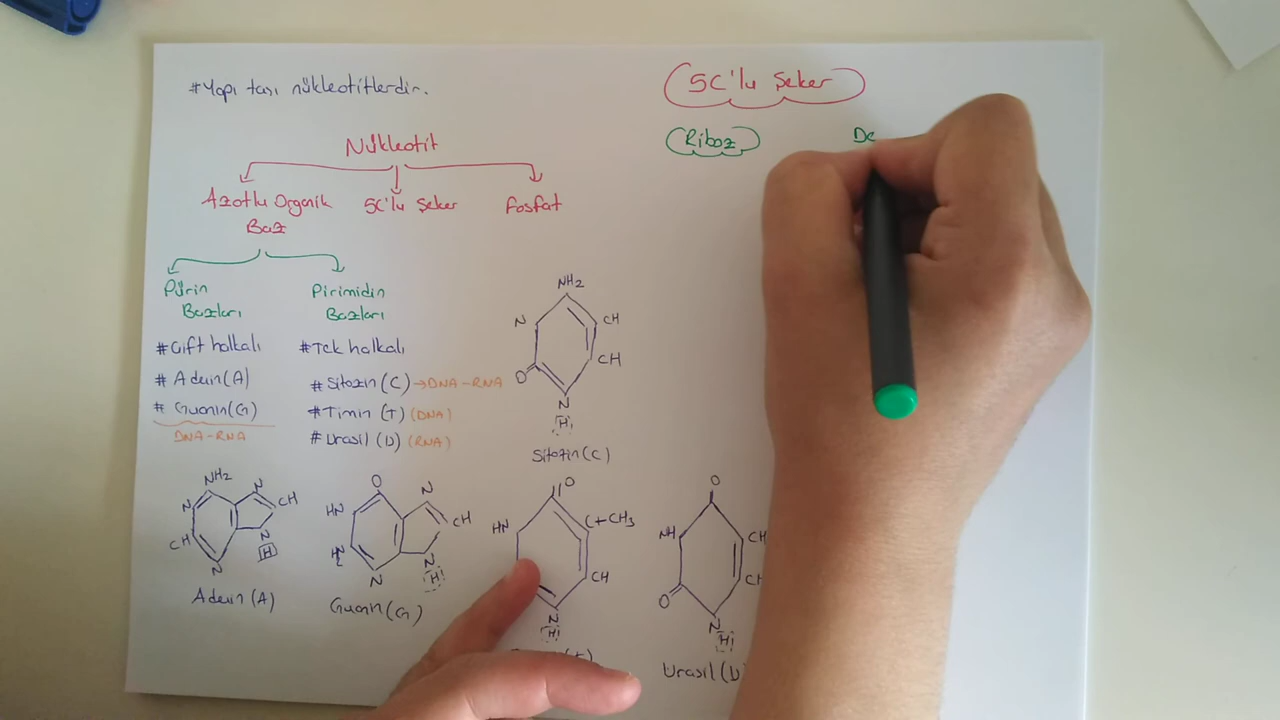 #Yapı taşı nükleotitlerdir.
Nükleotit
Azotlu Organik
Baz
5C'lu Şeker
Fosfat
Pürin
Bazları
#Çift halkalı
#Adenin(A)
#Guanin(G)
DNA-RNA
Pirimidin
Bazları
#Tek halkalı
#Sitozin(C)→DNA-RNA
#Timin (T) (DNA)
#Urasil (U) (RNA)
NH2
N
CH
CH
O
N
H
Sitozin(C)
NH2
N
N
CH
CH
N
H
N
Adenin(A)
O
HN
N
CH
N
H
N
Guanin(G)
O
HN
C+CH3
CH
N
H
O
NH
CH
O
N
H
Urasil(U
5C'lu Şeker
Riboz
De